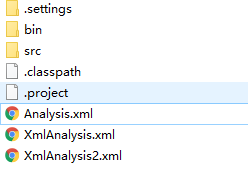 .settings
bin
src
.classpath
.project
Analysis.xml
XmlAnalysis.xml
XmlAnalysis2.xml